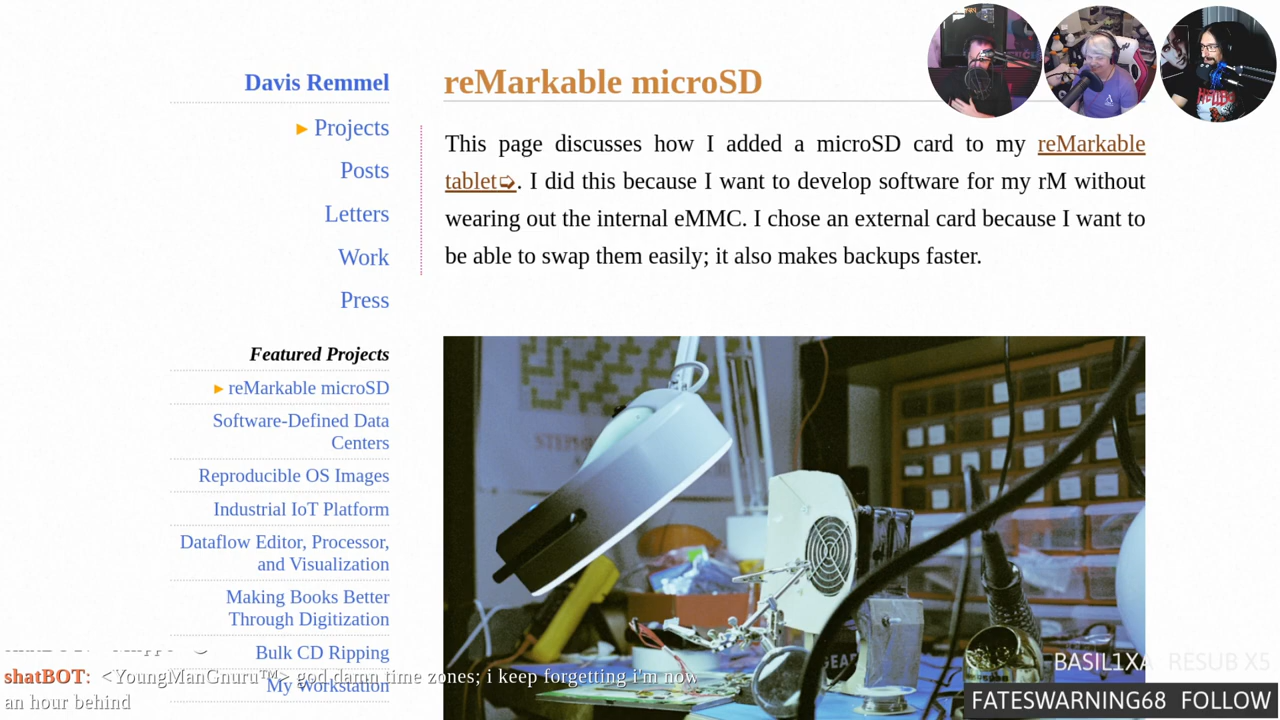 Davis Remmel
▸ Projects
Posts
Letters
Work
Press
Featured Projects
▸ reMarkable microSD
Software-Defined Data
Centers
Reproducible OS Images
Industrial IoT Platform
Dataflow Editor, Processor,
and Visualization
Making Books Better
Through Digitization
Bulk CD Ripping
My Workstation
reMarkable microSD
This page discusses how I added a microSD card to my reMarkable
tablet➭. I did this because I want to develop software for my rM without
wearing out the internal eMMC. I chose an external card because I want to
be able to swap them easily; it also makes backups faster.
shatBOT: <YoungManGnuru™> god damn time zones; i keep forgetting i'm now
an hour behind
BASIL1XA RESUB X5
FATESWARNING68 FOLLOW